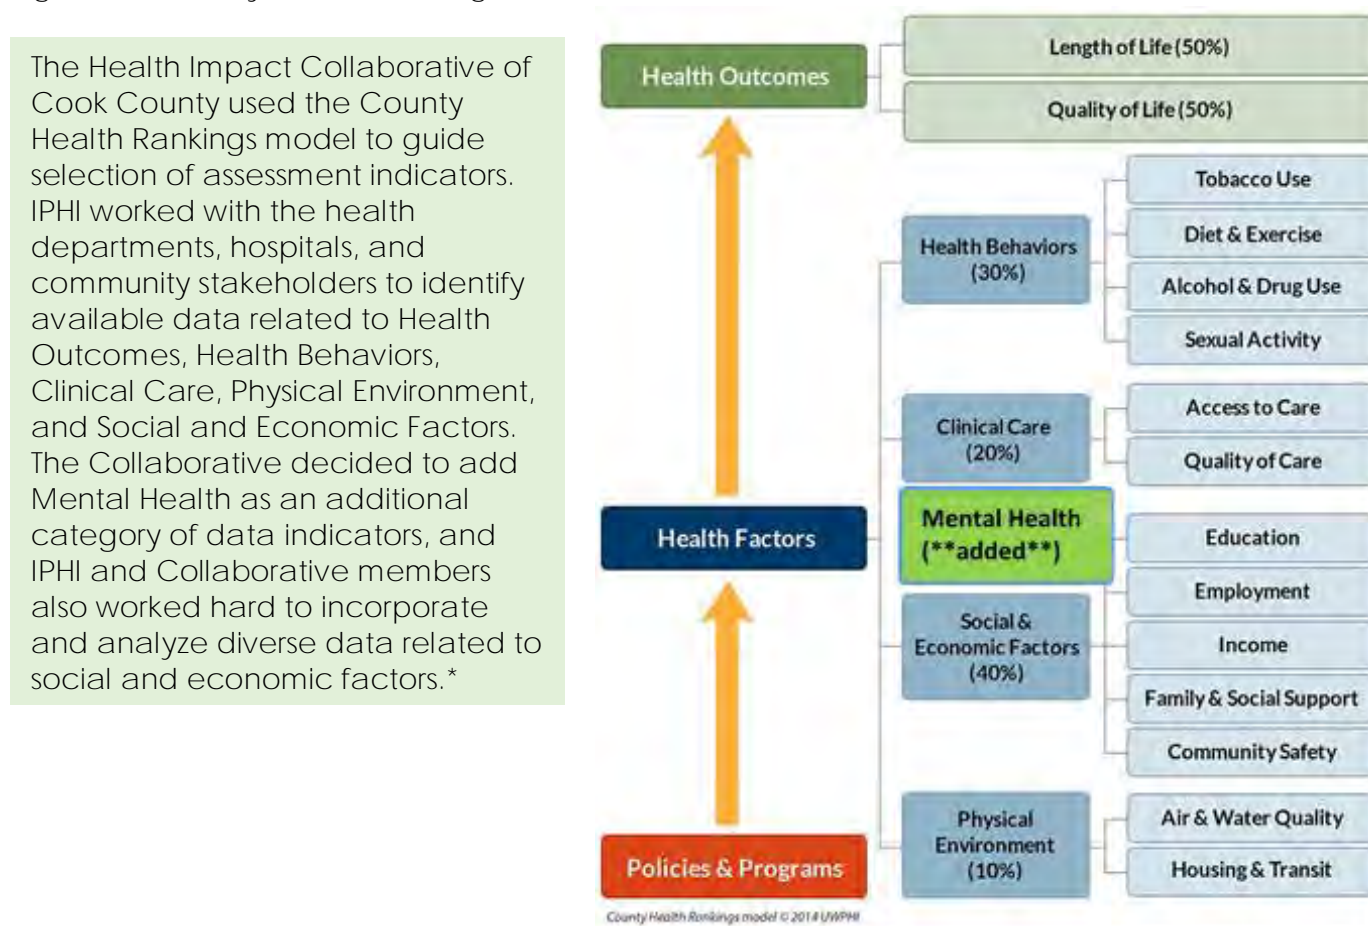 The Health Impact Collaborative of
Cook County used the County
Health Rankings model to guide
selection of assessment indicators.
IPHI worked with the health
departments, hospitals, and
community stakeholders to identify
available data related to Health
Outcomes, Health Behaviors,
Clinical Care, Physical Environment,
and Social and Economic Factors.
The Collaborative decided to add
Mental Health as an additional
category of data indicators, and
IPHI and Collaborative members
also worked hard to incorporate
and analyze diverse data related to
social and economic factors.*
Health Outcomes
Length of Life (50%)
Quality of Life (50%)
Health Factors
Health Behaviors
(30%)
Tobacco Use
Diet & Exercise
Alcohol & Drug Use
Sexual Activity
Clinical Care
(20%)
Access to Care
Quality of Care
Mental Health
(**added**)
Social &
Economic Factors
(40%)
Education
Employment
Income
Family & Social Support
Community Safety
Physical
Environment
(10%)
Air & Water Quality
Housing & Transit
Policies & Programs
County Health Rankings model © 2014 UWPHI